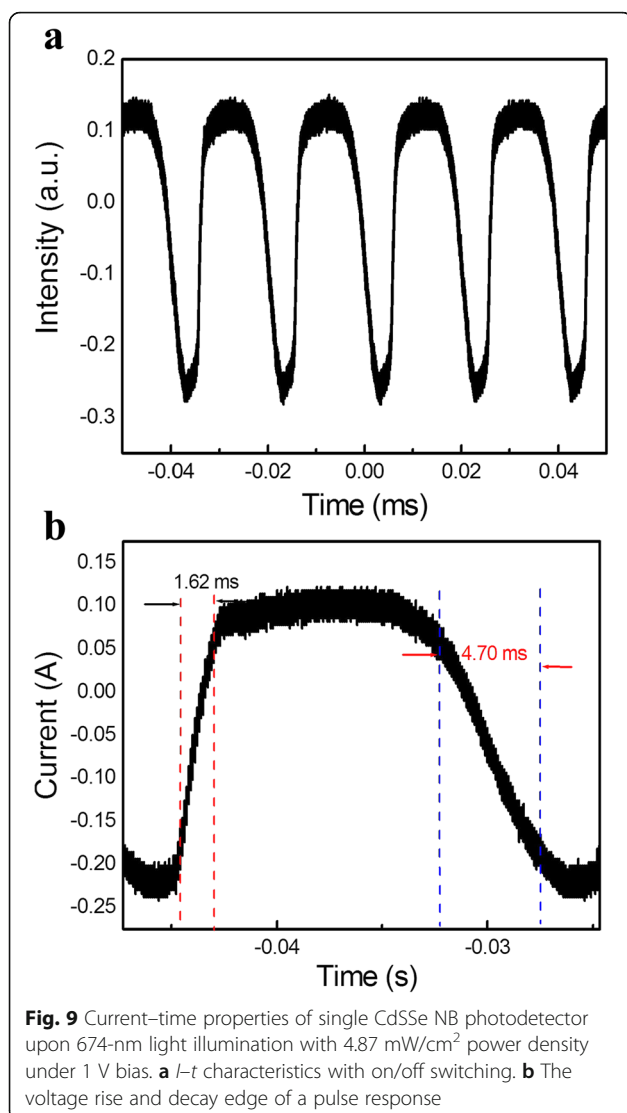 a
0.2
0.1
0.0
-0.1
-0.2
-0.3
Intensity (a.u.)
-0.04 -0.02 0.00 0.02 0.04
Time (ms)
b
0.15
0.10
0.05
0.00
-0.05
-0.10
-0.15
-0.20
-0.25
Current (A)
1.62 ms
4.70 ms
-0.04 -0.03
Time (s)
Fig. 9 Current–time properties of single CdSSe NB photodetector
upon 674-nm light illumination with 4.87 mW/cm² power density
under 1 V bias. a I–t characteristics with on/off switching. b The
voltage rise and decay edge of a pulse response